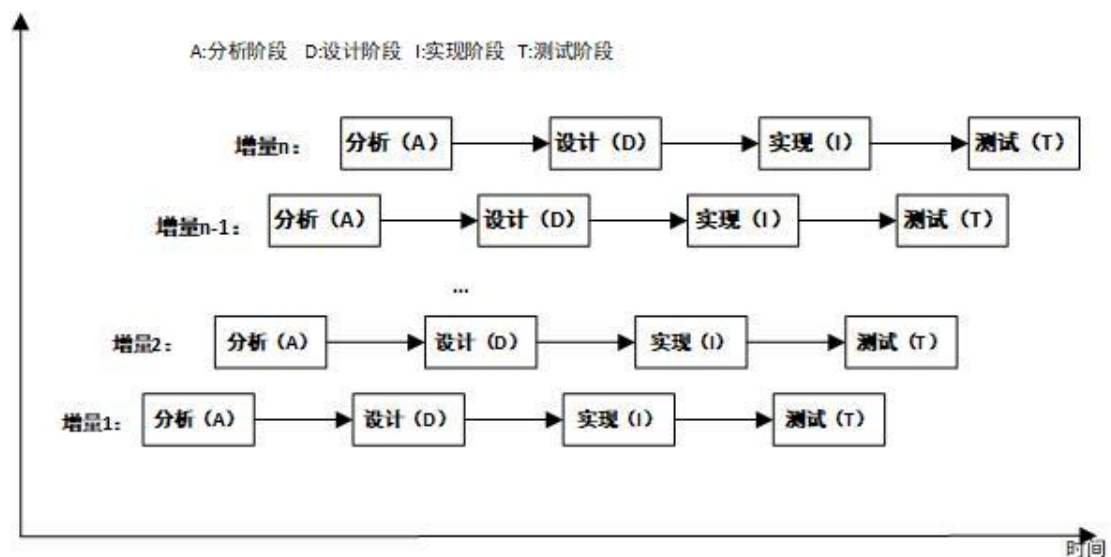 A:分析阶段 D:设计阶段 I:实现阶段 T:测试阶段
增量n： 分析（A） 设计（D） 实现（I） 测试（T）
增量n-1： 分析（A） 设计（D） 实现（I） 测试（T）
...
增量2： 分析（A） 设计（D） 实现（I） 测试（T）
增量1： 分析（A） 设计（D） 实现（I） 测试（T）
时间